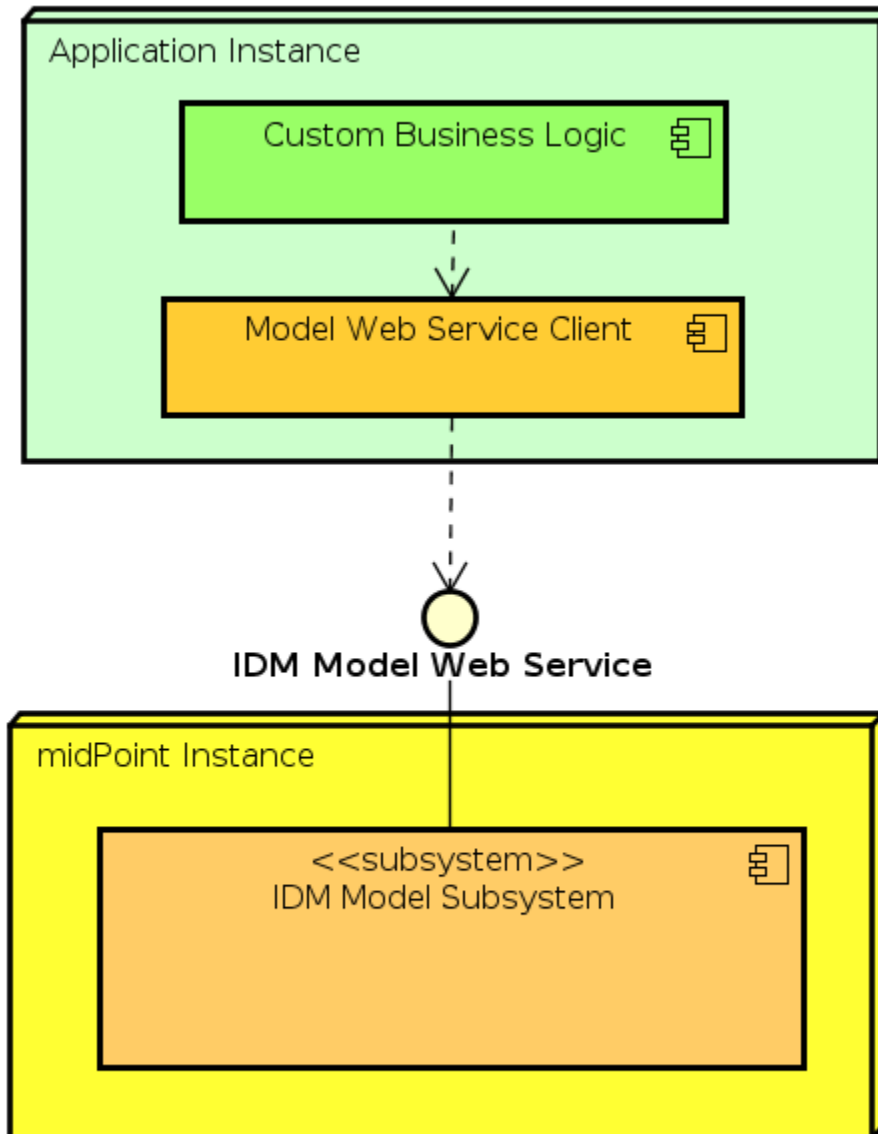 Application Instance
Custom Business Logic
Model Web Service Client
IDM Model Web Service
midPoint Instance
<<subsystem>>
IDM Model Subsystem